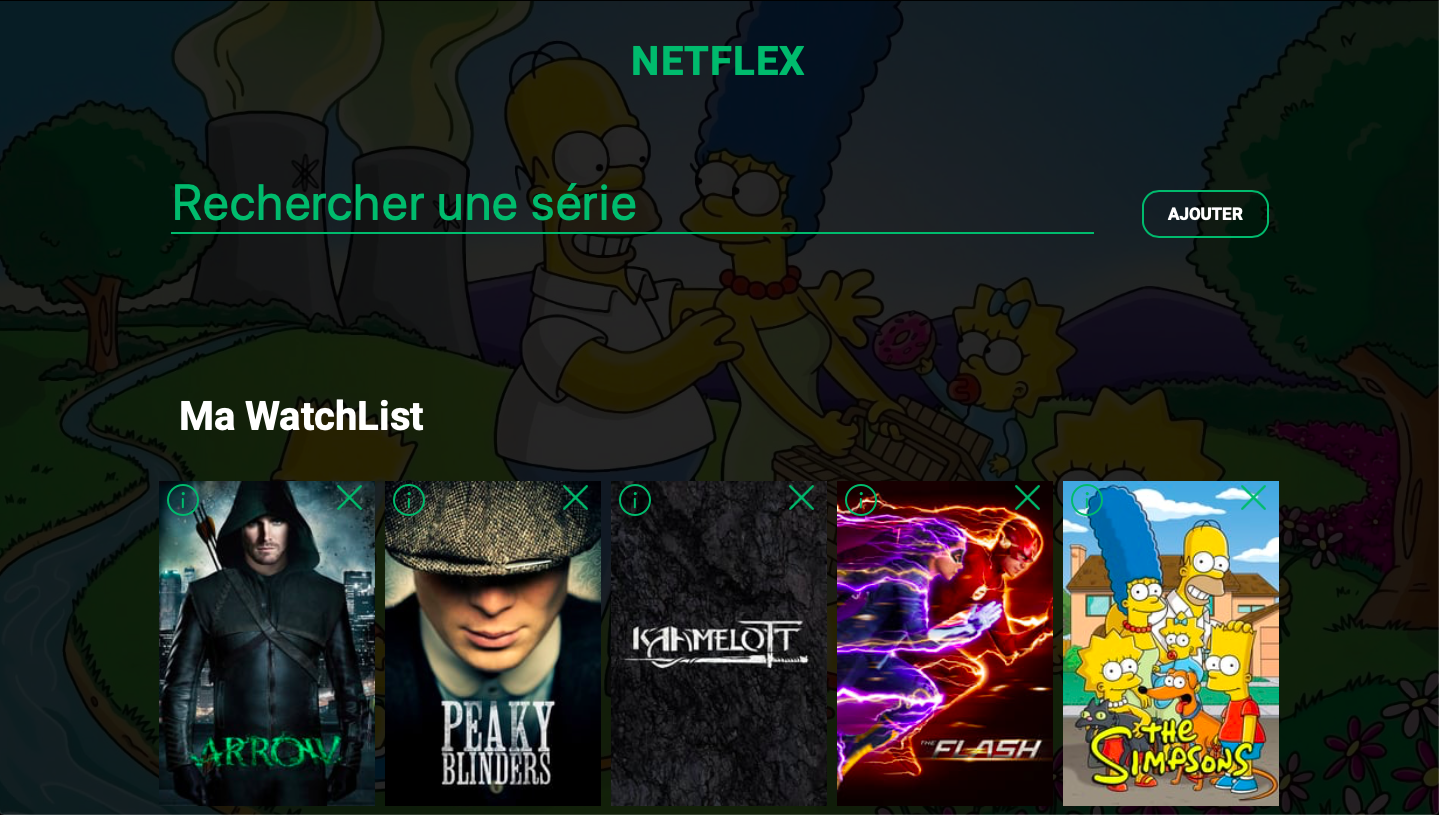 NETFLEX
Rechercher une série
AJOUTER
Ma WatchList
ARROW
PEAKY
BLINDERS
KAAMELOTT
THE FLASH
THE
SIMPSONS